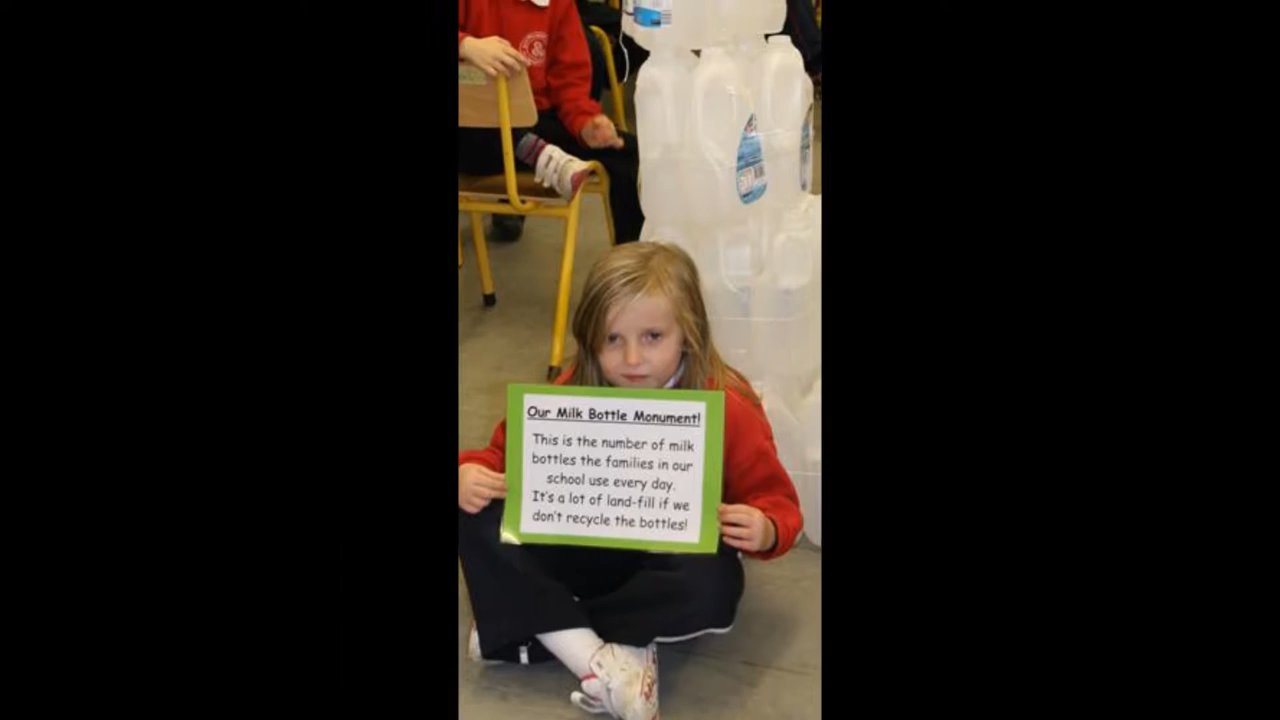 Our Milk Bottle Monument!
This is the number of milk
bottles the families in our
school use every day.
It's a lot of land-fill if we
don't recycle the bottles!